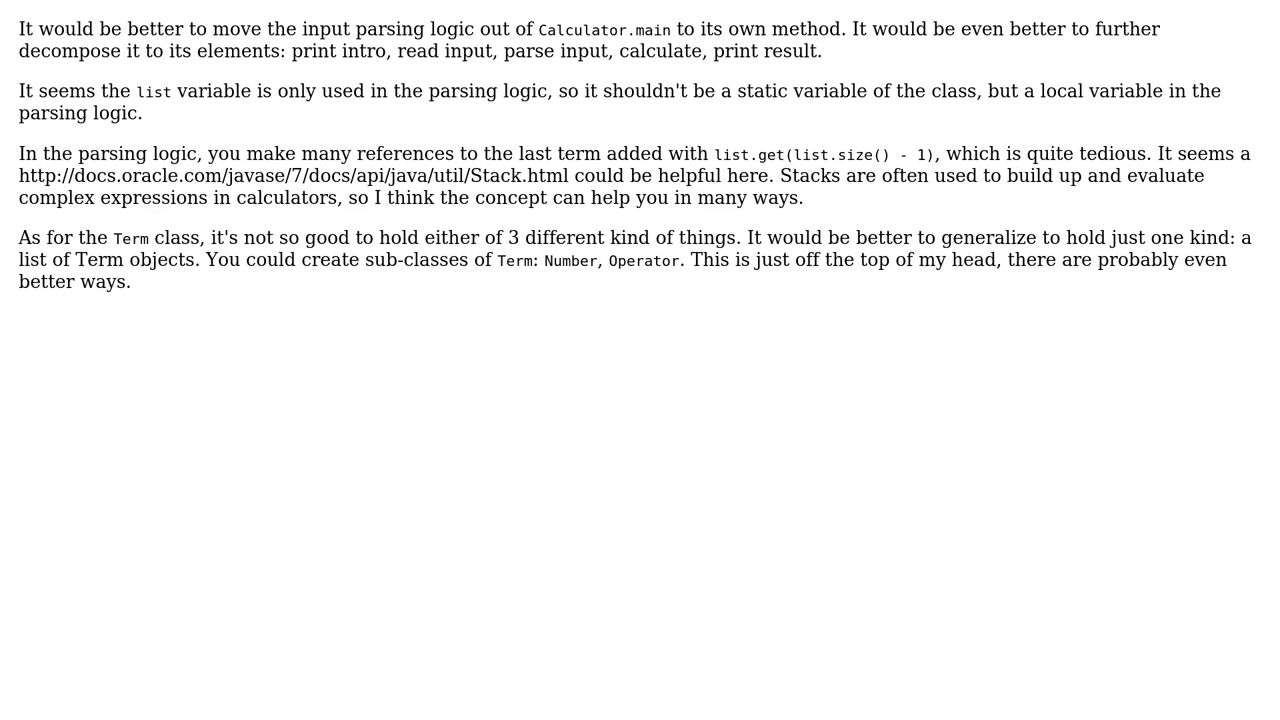 It would be better to move the input parsing logic out of Calculator.main to its own method. It would be even better to further
decompose it to its elements: print intro, read input, parse input, calculate, print result.
It seems the list variable is only used in the parsing logic, so it shouldn't be a static variable of the class, but a local variable in the
parsing logic.
In the parsing logic, you make many references to the last term added with list.get(list.size() - 1), which is quite tedious. It seems a
http://docs.oracle.com/javase/7/docs/api/java/util/Stack.html could be helpful here. Stacks are often used to build up and evaluate
complex expressions in calculators, so I think the concept can help you in many ways.
As for the Term class, it's not so good to hold either of 3 different kind of things. It would be better to generalize to hold just one kind: a
list of Term objects. You could create sub-classes of Term: Number, Operator. This is just off the top of my head, there are probably even
better ways.